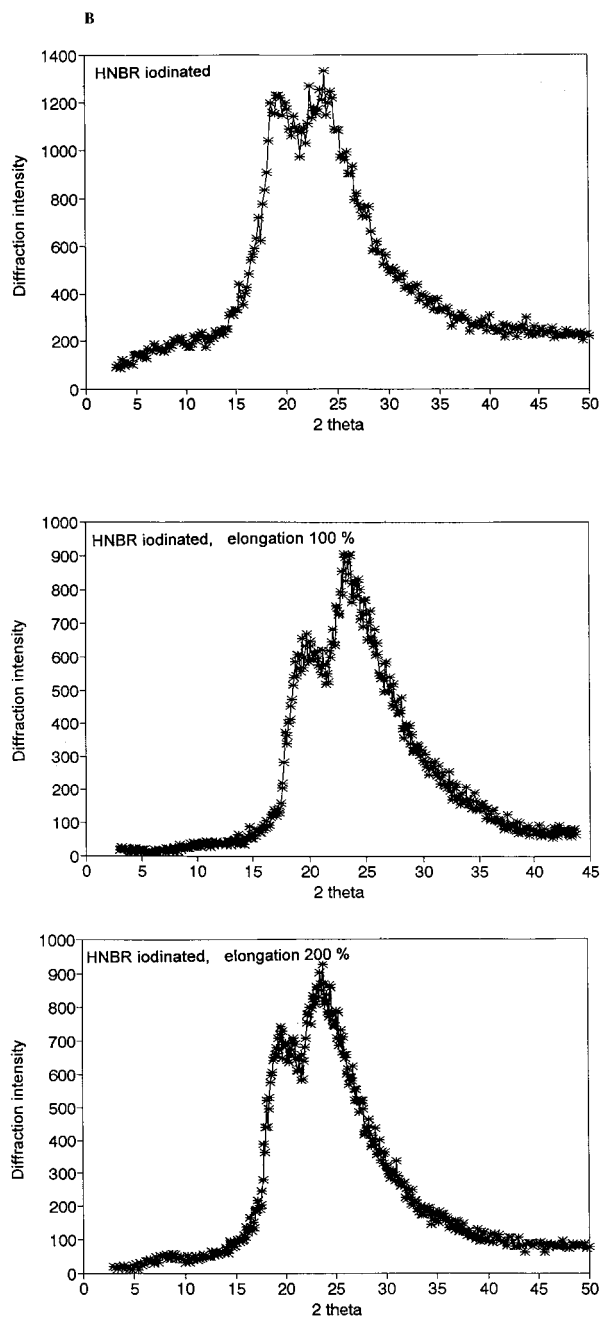 B
1400
HNBR iodinated
1200
1000
800
600
400
200
0
Diffraction intensity
0 5 10 15 20 25 30 35 40 45 50
2 theta
1000
HNBR iodinated, elongation 100 %
900
800
700
600
500
400
300
200
100
0
Diffraction intensity
0 5 10 15 20 25 30 35 40 45
2 theta
1000
HNBR iodinated, elongation 200 %
900
800
700
600
500
400
300
200
100
0
Diffraction intensity
0 5 10 15 20 25 30 35 40 45 50
2 theta